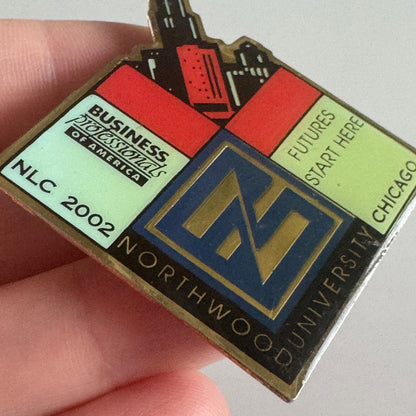 BUSINESS
Professionals
OF AMERICA
NLC 2002
FUTURES
START HERE
CHICAGO
N
NORTHWOOD UNIVERSITY